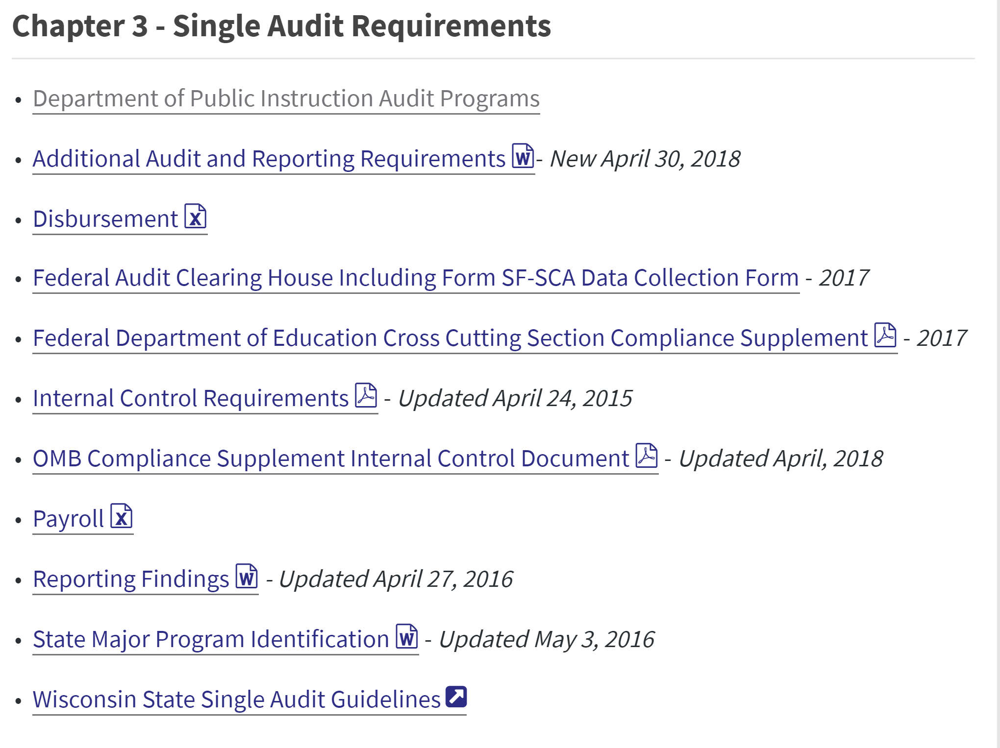 Chapter 3 - Single Audit Requirements
• Department of Public Instruction Audit Programs
• Additional Audit and Reporting Requirements - New April 30, 2018
• Disbursement
• Federal Audit Clearing House Including Form SF-SCA Data Collection Form - 2017
• Federal Department of Education Cross Cutting Section Compliance Supplement - 2017
• Internal Control Requirements - Updated April 24, 2015
• OMB Compliance Supplement Internal Control Document - Updated April, 2018
• Payroll
• Reporting Findings - Updated April 27, 2016
• State Major Program Identification - Updated May 3, 2016
• Wisconsin State Single Audit Guidelines